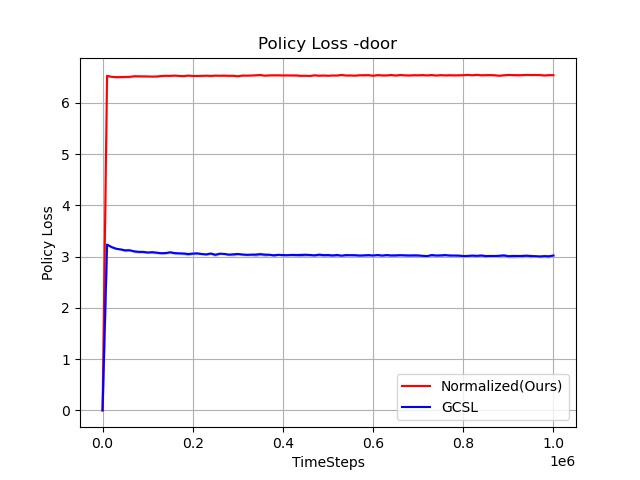 Policy Loss -door
Policy Loss
6
5
4
3
2
1
0
0.0 0.2 0.4 0.6 0.8 1.0
1e6
TimeSteps
Normalized(Ours)
GCSL